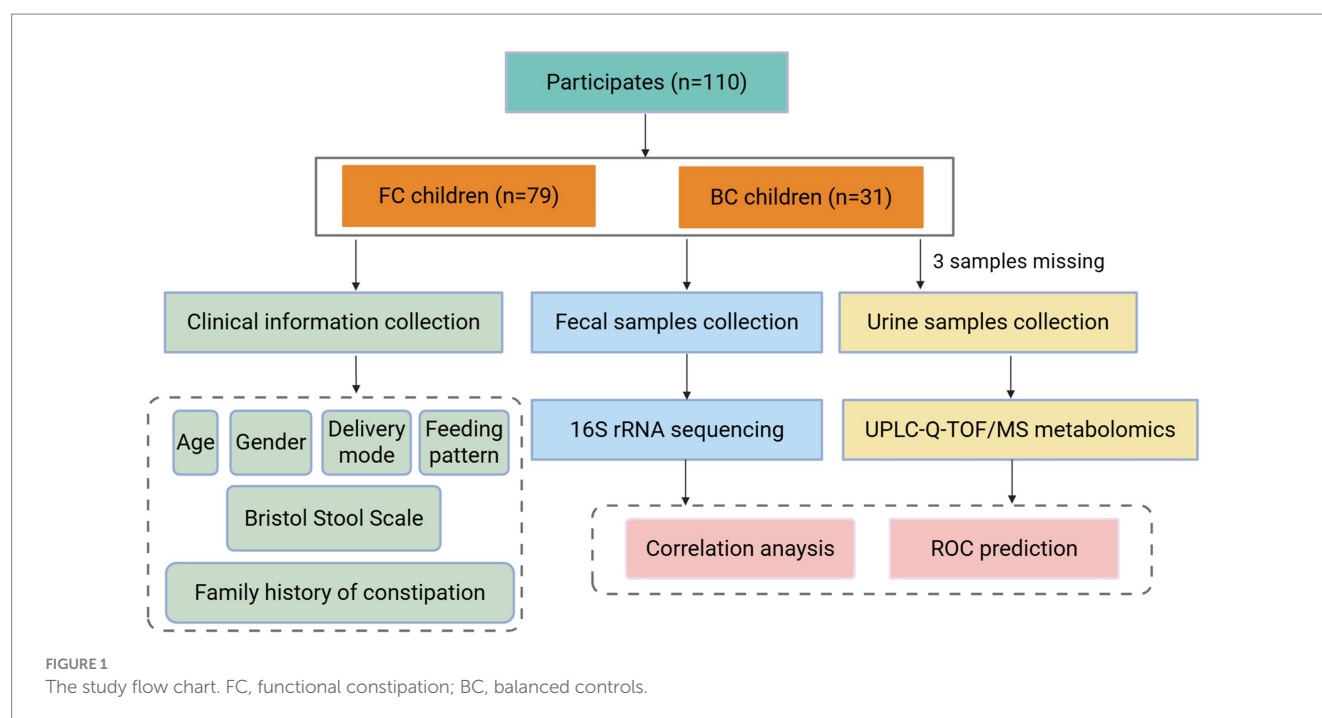 Participates (n=110)
FC children (n=79)
BC children (n=31)
3 samples missing
Clinical information collection
Fecal samples collection
Urine samples collection
Age
Gender
Delivery
mode
Feeding
pattern
Bristol Stool Scale
Family history of constipation
16S rRNA sequencing
UPLC-Q-TOF/MS metabolomics
Correlation anaysis
ROC prediction
FIGURE 1
The study flow chart. FC, functional constipation; BC, balanced controls.